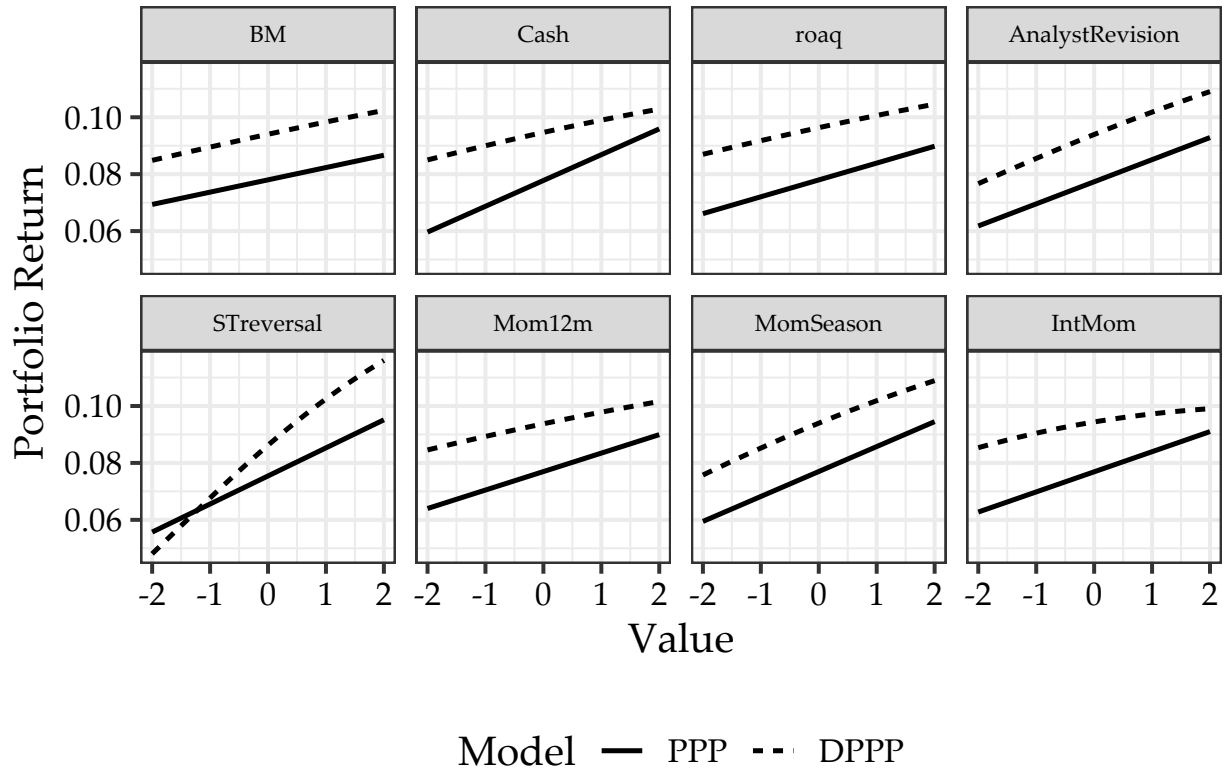 BM Cash roaq AnalystRevision
0.10
0.08
0.06
Portfolio Return
STreversal Mom12m MomSeason IntMom
0.10
0.08
0.06
-2 -1 0 1 2 -2 -1 0 1 2 -2 -1 0 1 2 -2 -1 0 1 2
Value
Model PPP DPPP